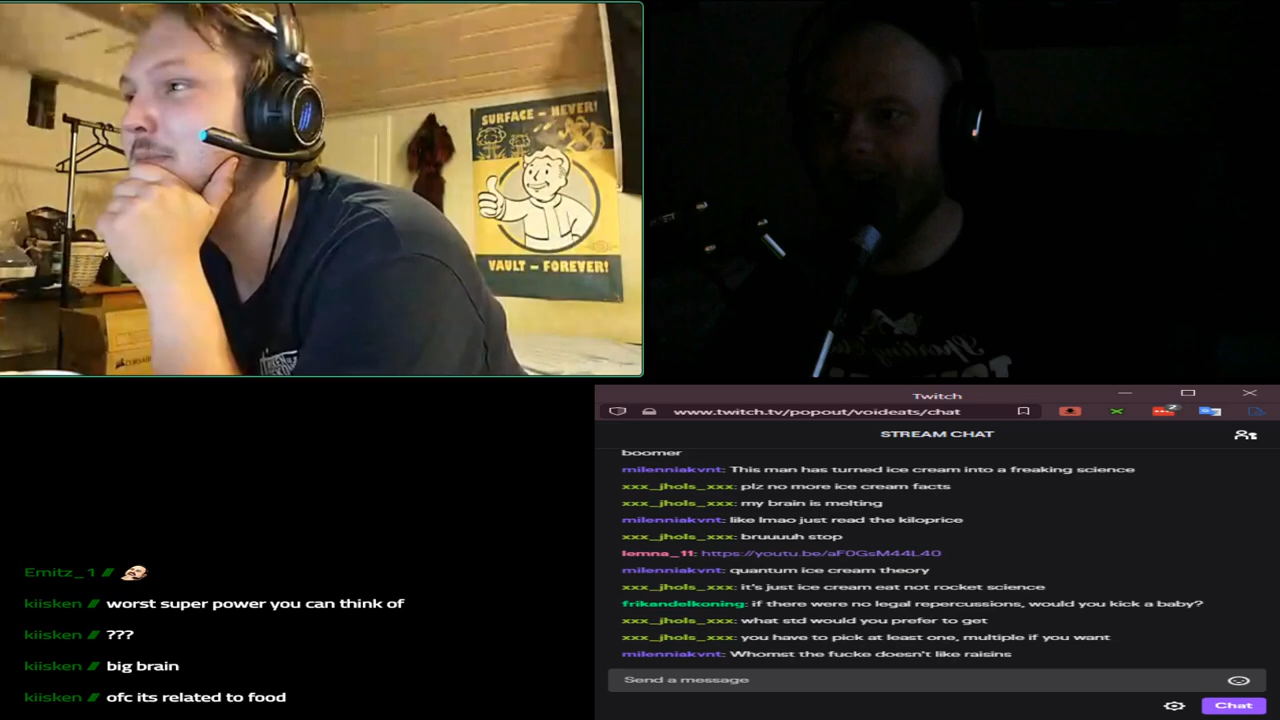 SURFACE - NEVER!
VAULT - FOREVER!
Twitch
www.twitch.tv/popout/voideats/chat
STREAM CHAT
boomer
milenniakvnt: This man has turned ice cream into a freaking science
xxx_jhols_xxx: plz no more ice cream facts
xxx_jhols_xxx: my brain is melting
milenniakvnt: like lmao just read the kiloprice
xxx_jhols_xxx: bruuuuh stop
lemna_11: https://youtu.be/aF0GsM44L40
milenniakvnt: quantum ice cream theory
xxx_jhols_xxx: it's just ice cream eat not rocket science
frikandelkoning: if there were no legal repercussions, would you kick a baby?
xxx_jhols_xxx: what std would you prefer to get
xxx_jhols_xxx: you have to pick at least one, multiple if you want
milenniakvnt: Whomst the fucke doesn't like raisins
Send a message
Chat
Emitz_1 //
kiisken // worst super power you can think of
kiisken // ???
kiisken // big brain
kiisken // ofc its related to food